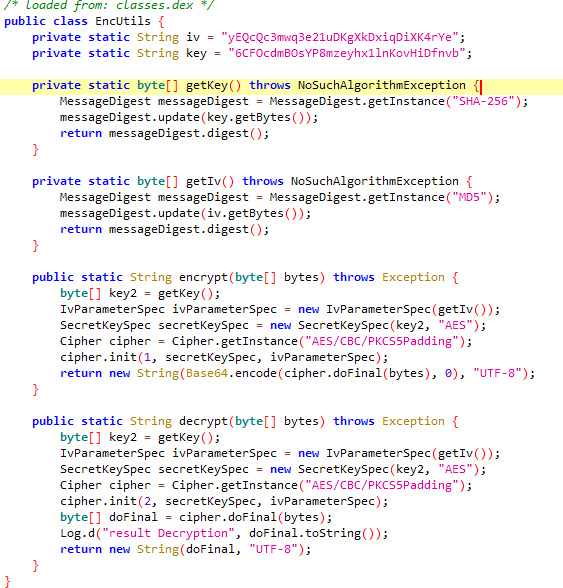 /* loaded from: classes.dex */
public class EncUtils {
    private static String iv = "yEQcQc3mwq3e21uDKgXkDxiqDiXK4rYe";
    private static String key = "6CFOcdmBOsYP8mzeyhx1lnKovHiDfnvb";
    private static byte[] getKey() throws NoSuchAlgorithmException {
        MessageDigest messageDigest = MessageDigest.getInstance("SHA-256");
        messageDigest.update(key.getBytes());
        return messageDigest.digest();
    }
    private static byte[] getIv() throws NoSuchAlgorithmException {
        MessageDigest messageDigest = MessageDigest.getInstance("MD5");
        messageDigest.update(iv.getBytes());
        return messageDigest.digest();
    }
    public static String encrypt(byte[] bytes) throws Exception {
        byte[] key2 = getKey();
        IvParameterSpec ivParameterSpec = new IvParameterSpec(getIv());
        SecretKeySpec secretKeySpec = new SecretKeySpec(key2, "AES");
        Cipher cipher = Cipher.getInstance("AES/CBC/PKCS5Padding");
        cipher.init(1, secretKeySpec, ivParameterSpec);
        return new String(Base64.encode(cipher.doFinal(bytes), 0), "UTF-8");
    }
    public static String decrypt(byte[] bytes) throws Exception {
        byte[] key2 = getKey();
        IvParameterSpec ivParameterSpec = new IvParameterSpec(getIv());
        SecretKeySpec secretKeySpec = new SecretKeySpec(key2, "AES");
        Cipher cipher = Cipher.getInstance("AES/CBC/PKCS5Padding");
        cipher.init(2, secretKeySpec, ivParameterSpec);
        byte[] doFinal = cipher.doFinal(bytes);
        Log.d("result Decryption", doFinal.toString());
        return new String(doFinal, "UTF-8");
    }
}